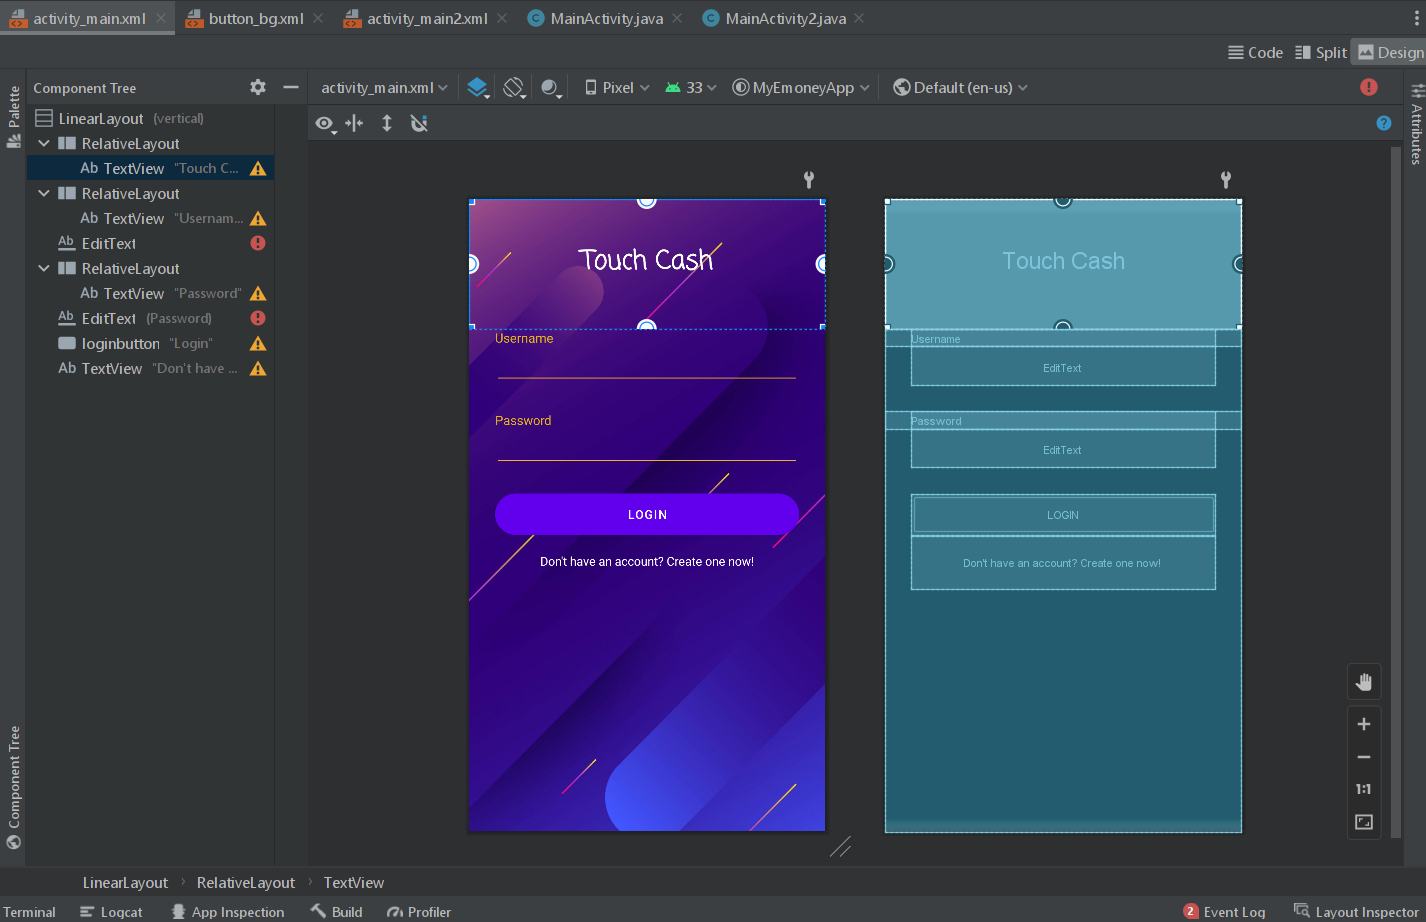 activity_main.xml button_bg.xml activity_main2.xml MainActivity.java MainActivity2.java
Code Split Design
Palette
Component Tree
activity_main.xml Pixel 33 MyEmoneyApp Default (en-us)
Attributes
LinearLayout (vertical)
RelativeLayout
Ab TextView "Touch C...
RelativeLayout
Ab TextView "Usernam...
Ab EditText
RelativeLayout
Ab TextView "Password"
Ab EditText (Password)
loginbutton "Login"
Ab TextView "Don't have ...
Touch Cash
Username
Password
LOGIN
Don't have an account? Create one now!
Touch Cash
Username
EditText
Password
EditText
LOGIN
Don't have an account? Create one now!
1:1
Component Tree
LinearLayout RelativeLayout TextView
Terminal Logcat App Inspection Build Profiler 2 Event Log Layout Inspector